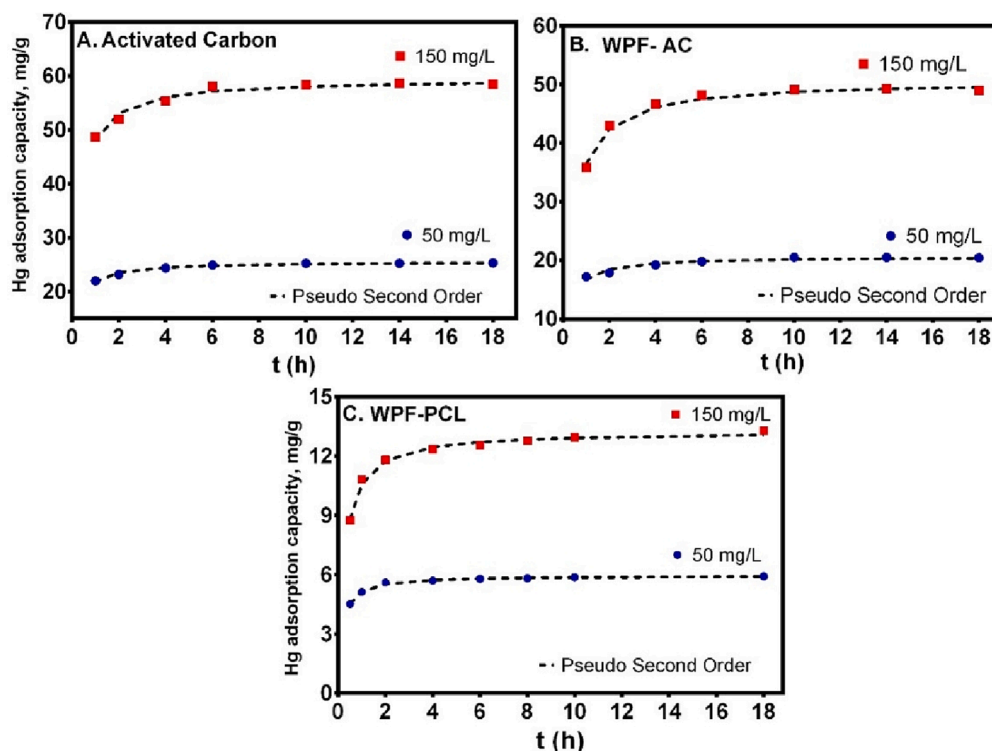 A. Activated Carbon
150 mg/L
50 mg/L
Pseudo Second Order
Hg adsorption capacity, mg/g
70
60
50
40
30
20
0 2 4 6 8 10 12 14 16 18
t (h)
B. WPF- AC
150 mg/L
50 mg/L
Pseudo Second Order
60
50
40
30
20
10
0 2 4 6 8 10 12 14 16 18
t (h)
C. WPF-PCL
150 mg/L
50 mg/L
Pseudo Second Order
Hg adsorption capacity, mg/g
15
12
9
6
3
0
0 2 4 6 8 10 12 14 16 18
t (h)